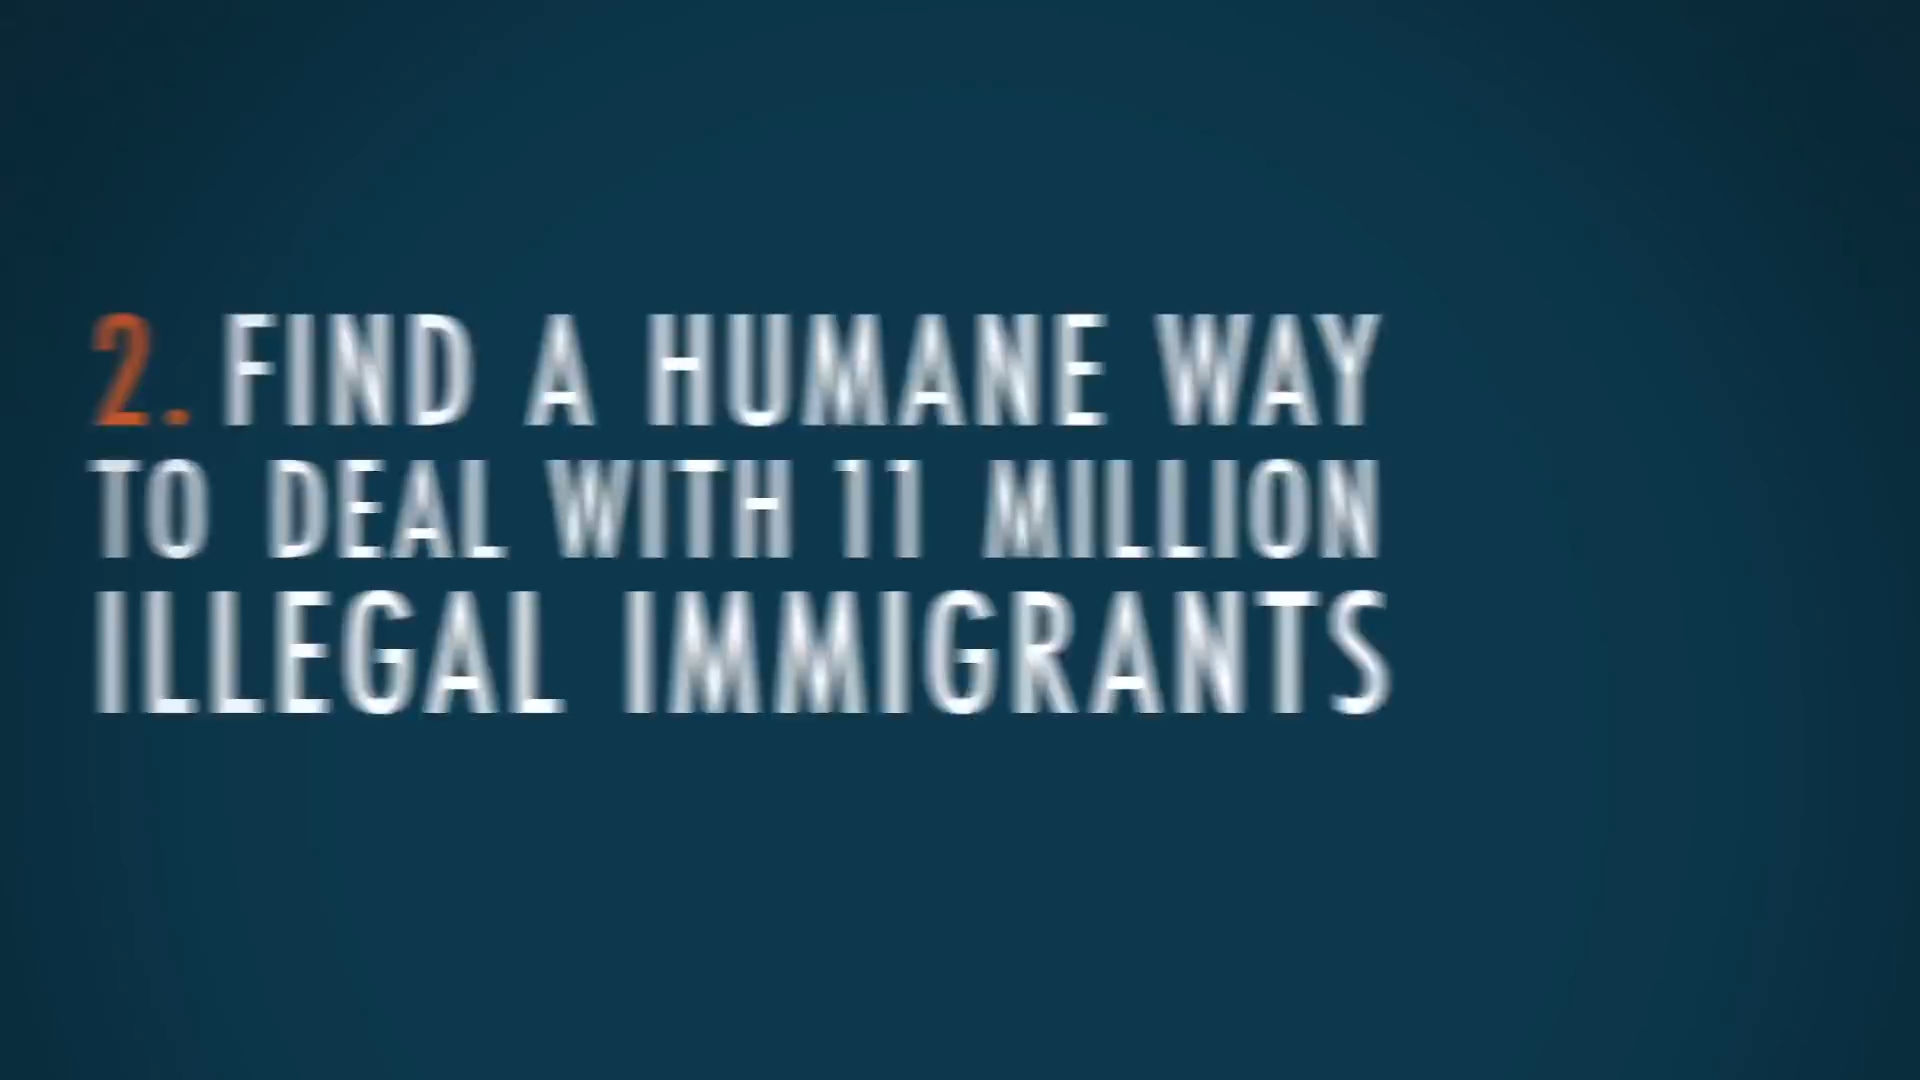 2. FIND A HUMANE WAY
TO DEAL WITH 11 MILLION
ILLEGAL IMMIGRANTS